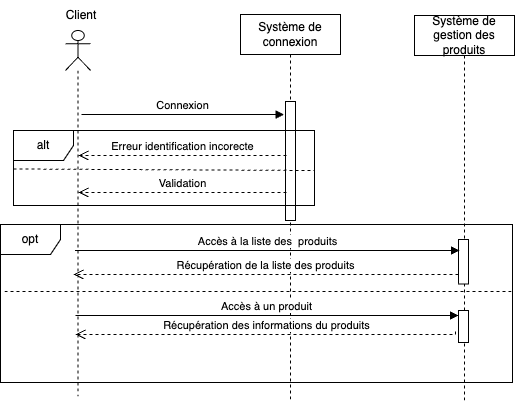 Client
Système de
connexion
Système de
gestion des
produits
Connexion
alt
Erreur identification incorecte
Validation
opt
Accès à la liste des produits
Récupération de la liste des produits
Accès à un produit
Récupération des informations du produits